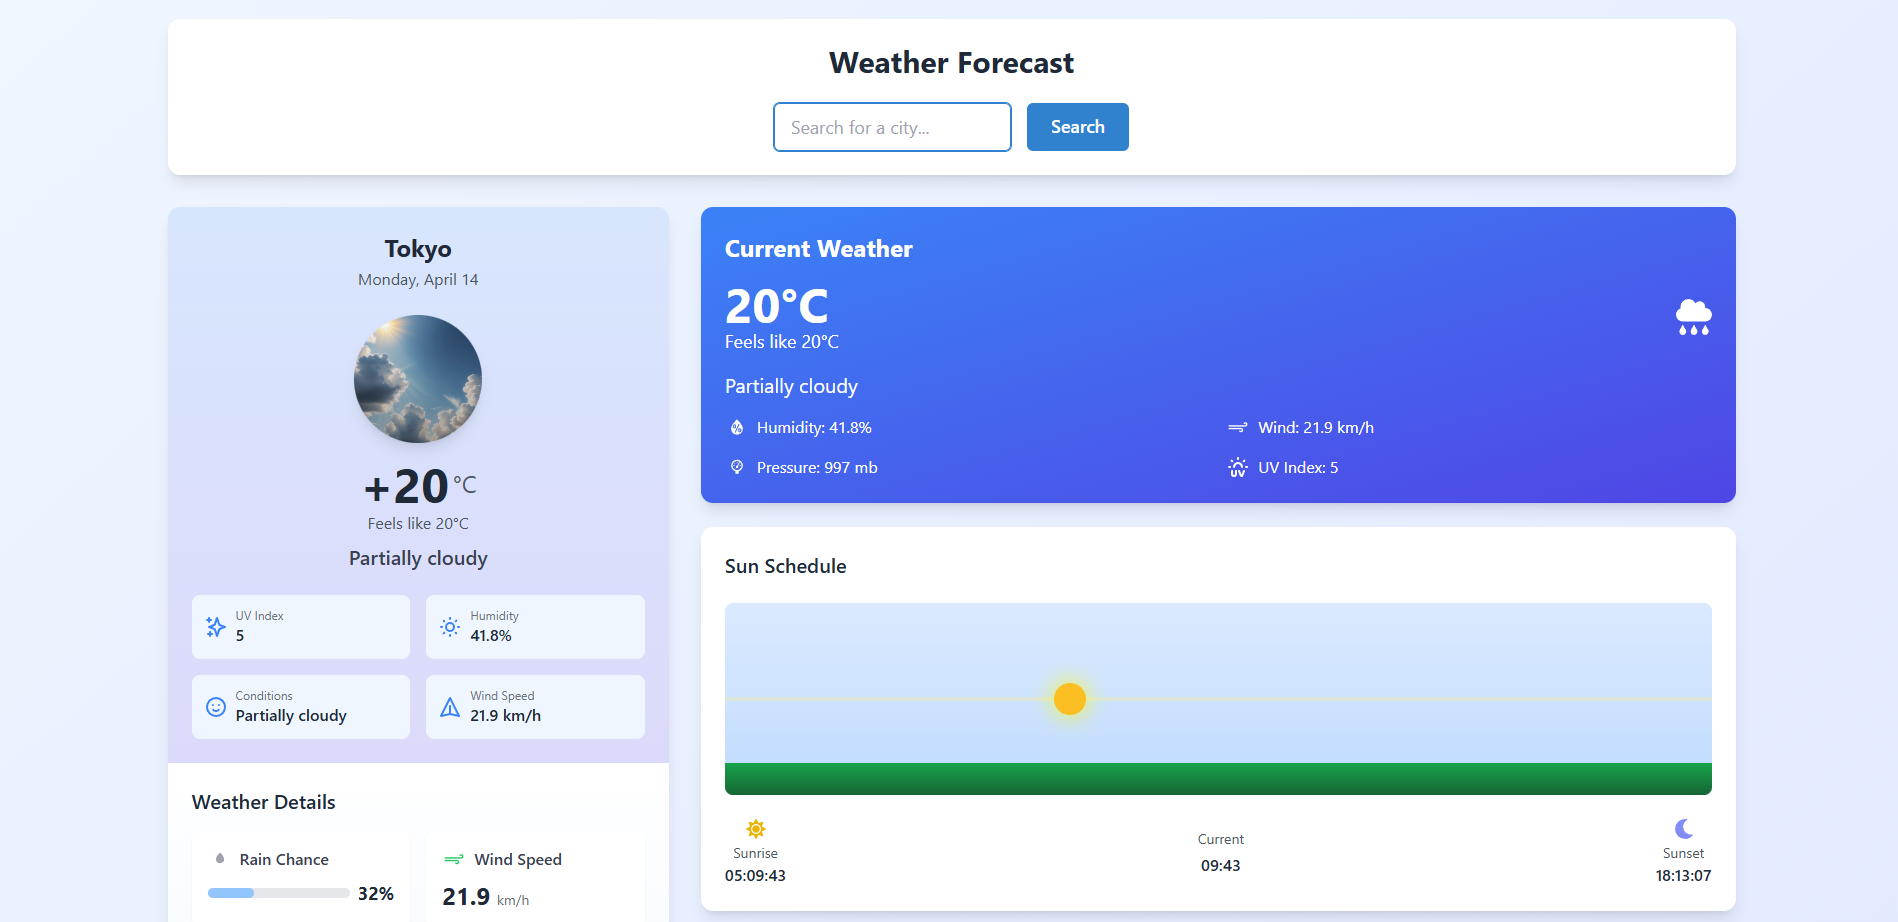 Weather Forecast
Search for a city...
Search
Tokyo
Monday, April 14
+20 °C
Feels like 20°C
Partially cloudy
UV Index
5
Humidity
41.8%
Conditions
Partially cloudy
Wind Speed
21.9 km/h
Weather Details
Rain Chance
32%
Wind Speed
21.9 km/h
Current Weather
20°C
Feels like 20°C
Partially cloudy
Humidity: 41.8%
Wind: 21.9 km/h
Pressure: 997 mb
UV Index: 5
Sun Schedule
Sunrise
05:09:43
Current
09:43
Sunset
18:13:07